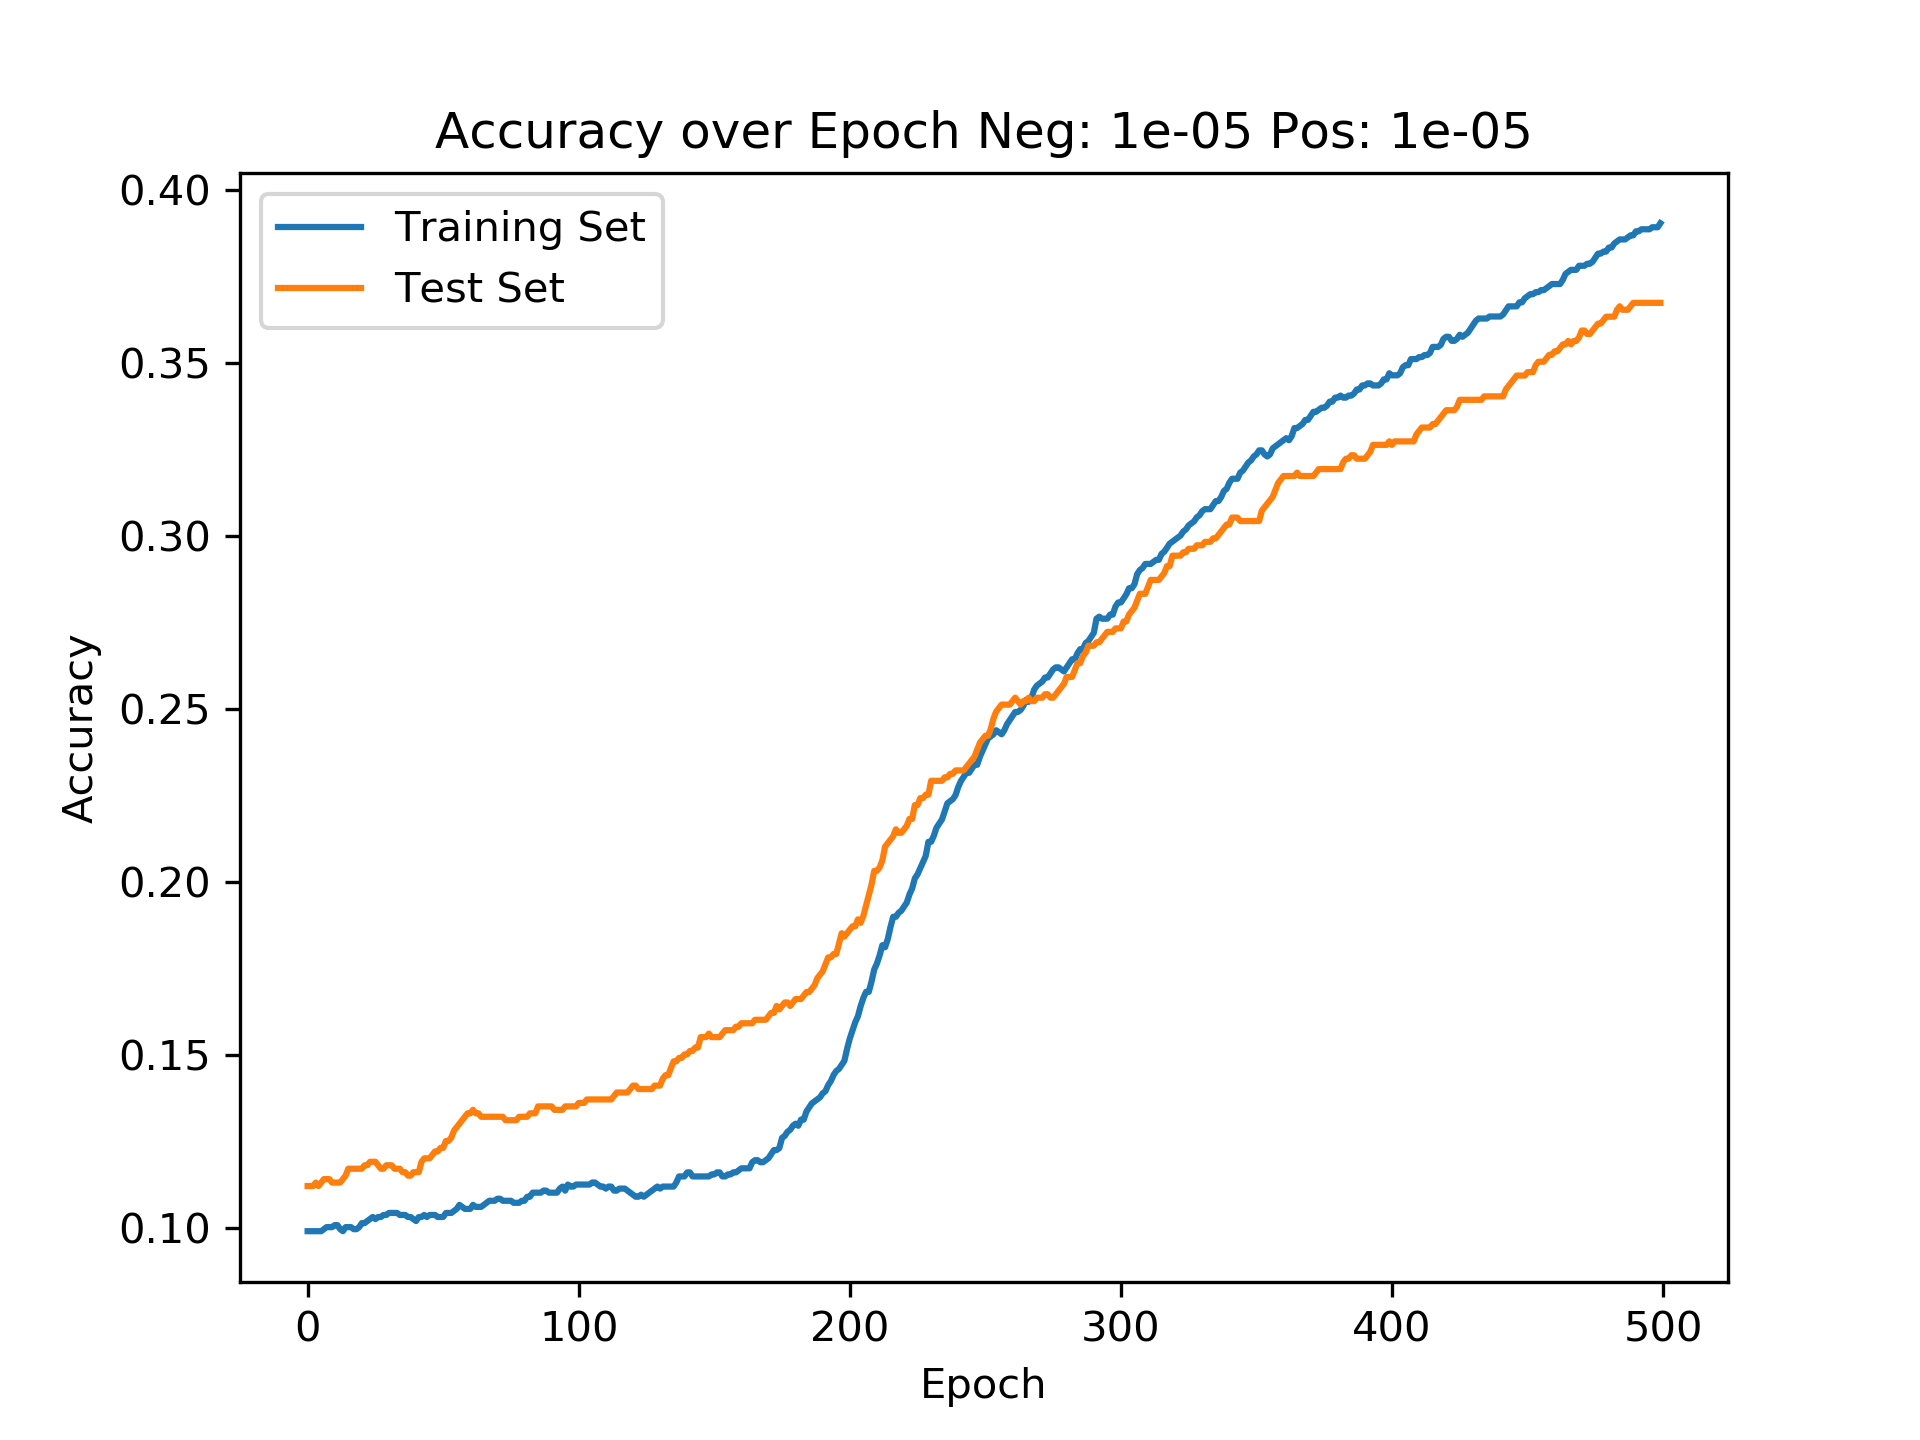 Accuracy over Epoch Neg: 1e-05 Pos: 1e-05
Training Set
Test Set
0.40
0.35
0.30
0.25
0.20
0.15
0.10
Accuracy
0 100 200 300 400 500
Epoch